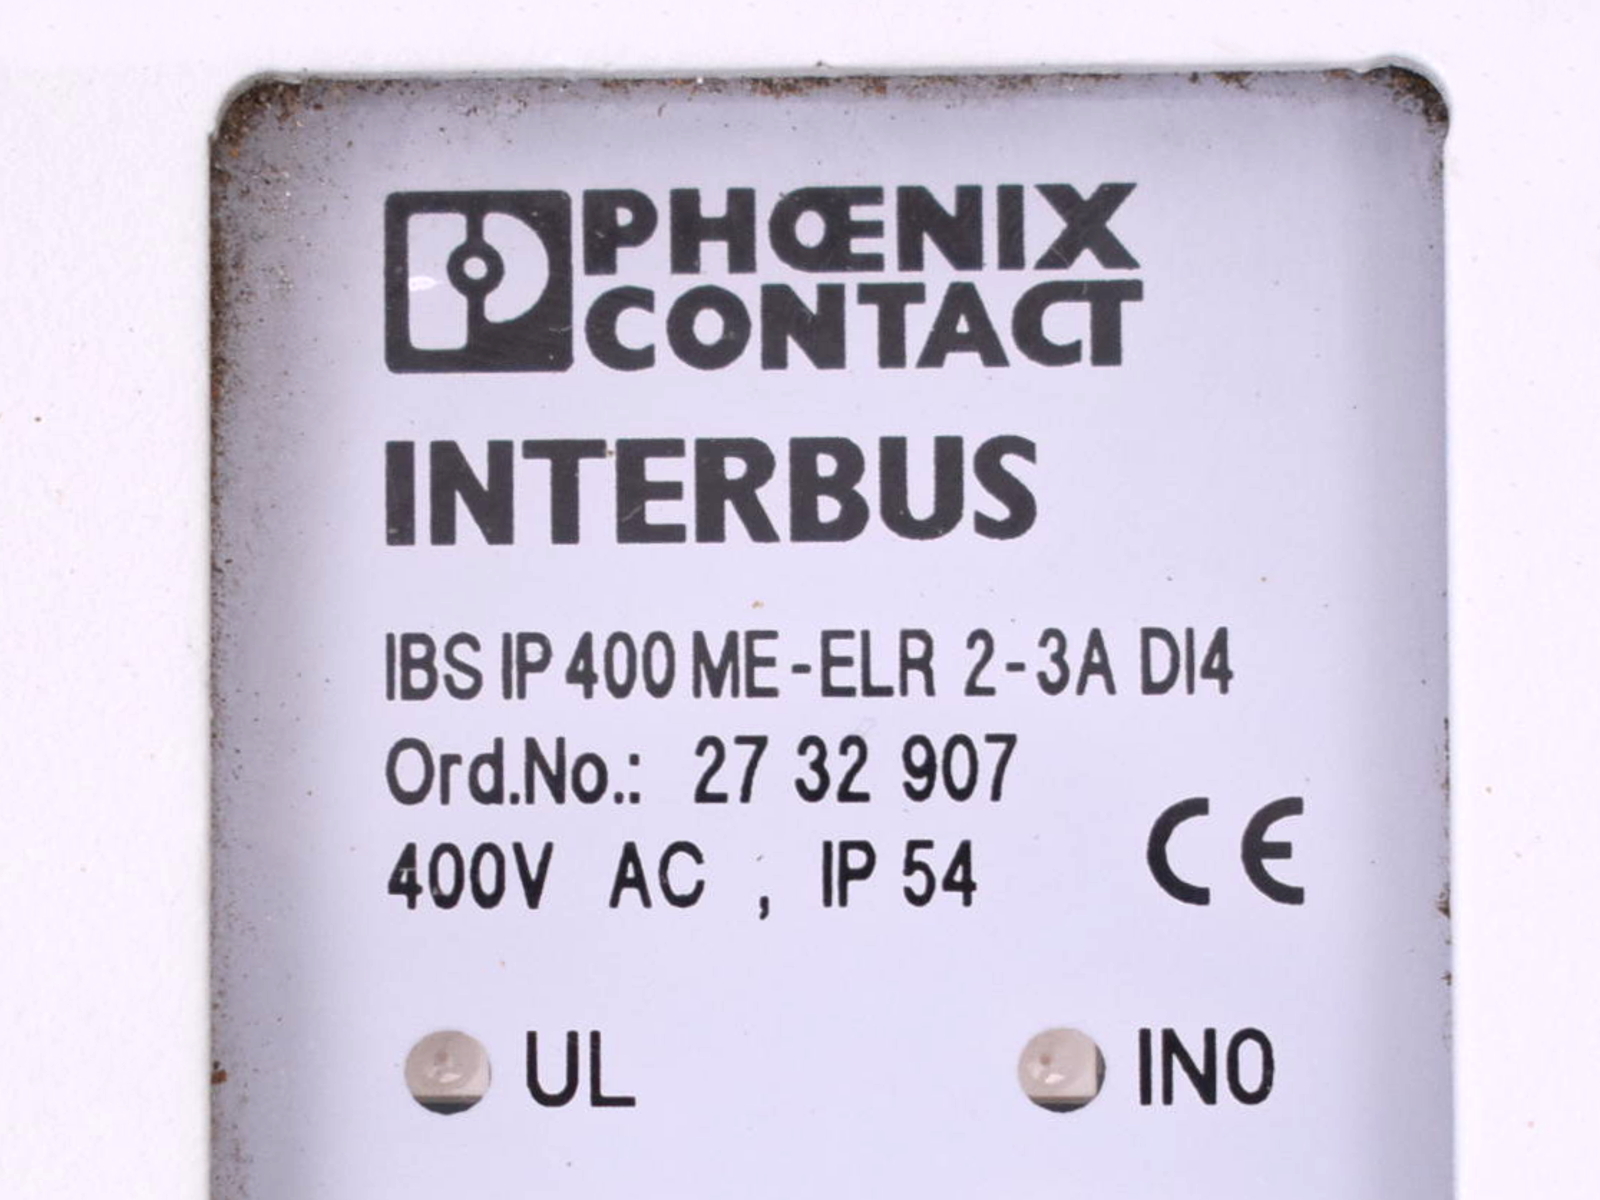 PHŒNIX
CONTACT
INTERBUS
IBS IP 400 ME-ELR 2-3A DI4
Ord.No.: 27 32 907
400V AC , IP 54
CE
UL
IN0